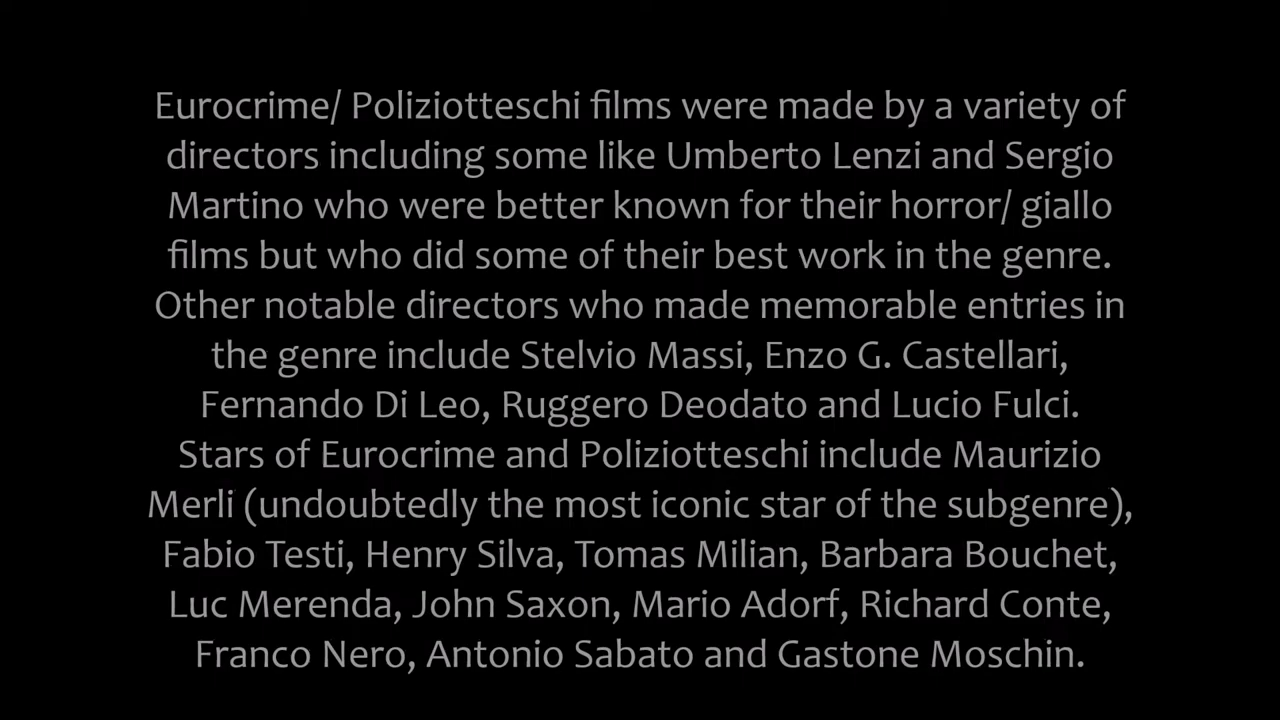 Eurocrime/ Poliziotteschi films were made by a variety of
directors including some like Umberto Lenzi and Sergio
Martino who were better known for their horror/ giallo
films but who did some of their best work in the genre.
Other notable directors who made memorable entries in
the genre include Stelvio Massi, Enzo G. Castellari,
Fernando Di Leo, Ruggero Deodato and Lucio Fulci.
Stars of Eurocrime and Poliziotteschi include Maurizio
Merli (undoubtedly the most iconic star of the subgenre),
Fabio Testi, Henry Silva, Tomas Milian, Barbara Bouchet,
Luc Merenda, John Saxon, Mario Adorf, Richard Conte,
Franco Nero, Antonio Sabato and Gastone Moschin.